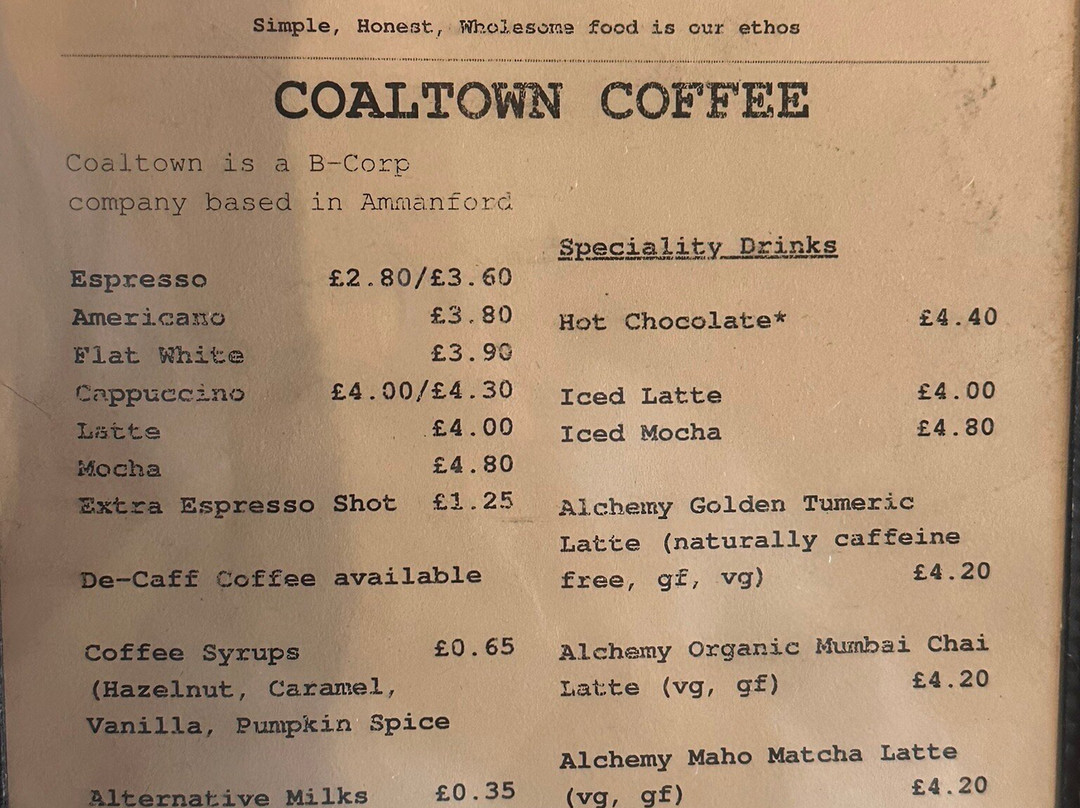 Simple, Honest, Wholesome food is our ethos
COALTOWN COFFEE
Coaltown is a B-Corp
company based in Ammanford
Espresso £2.80/£3.60
Americano £3.80
Flat White £3.90
Cappuccino £4.00/£4.30
Latte £4.00
Mocha £4.80
Extra Espresso Shot £1.25
De-Caff Coffee available
Coffee Syrups £0.65
(Hazelnut, Caramel,
Vanilla, Pumpkin Spice
Alternative Milks £0.35
Speciality Drinks
Hot Chocolate* £4.40
Iced Latte £4.00
Iced Mocha £4.80
Alchemy Golden Tumeric
Latte (naturally caffeine
free, gf, vg) £4.20
Alchemy Organic Mumbai Chai
Latte (vg, gf) £4.20
Alchemy Maho Matcha Latte
(vg, gf) £4.20